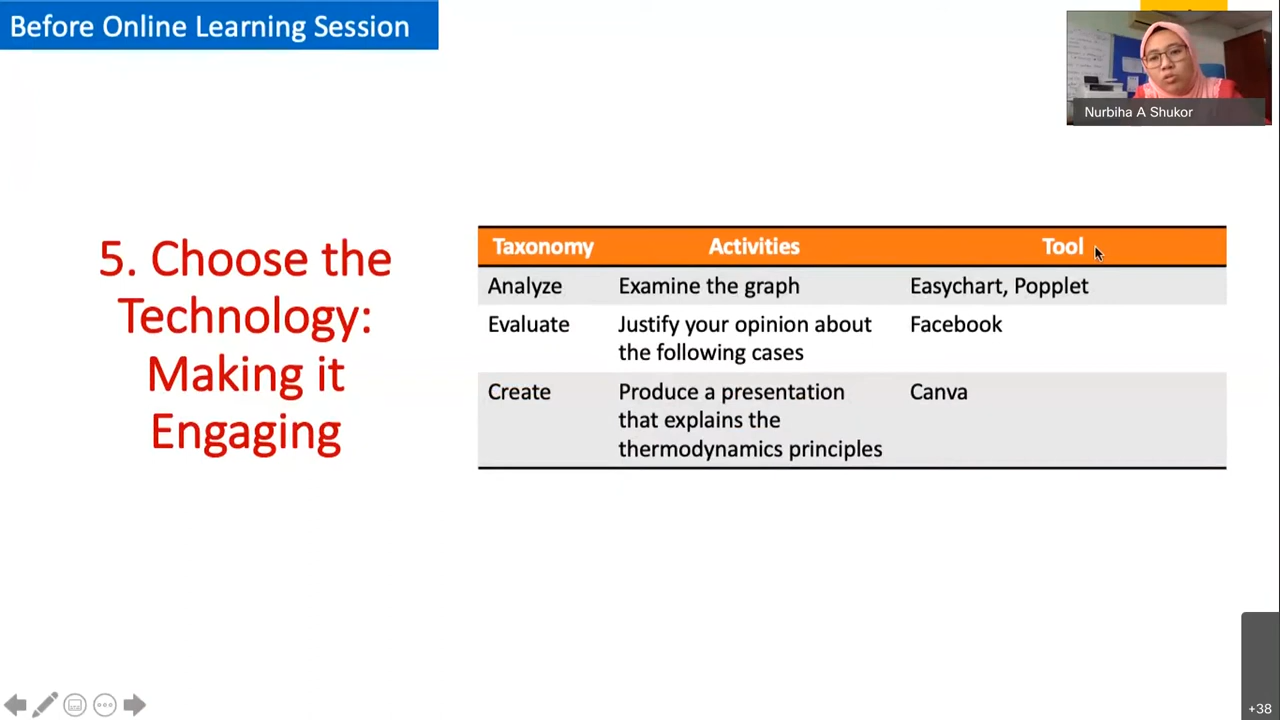 Before Online Learning Session
Nurbiha A Shukor
5. Choose the
Technology:
Making it
Engaging
Taxonomy Activities Tool
Analyze Examine the graph Easychart, Popplet
Evaluate Justify your opinion about Facebook
the following cases
Create Produce a presentation Canva
that explains the
thermodynamics principles
+38